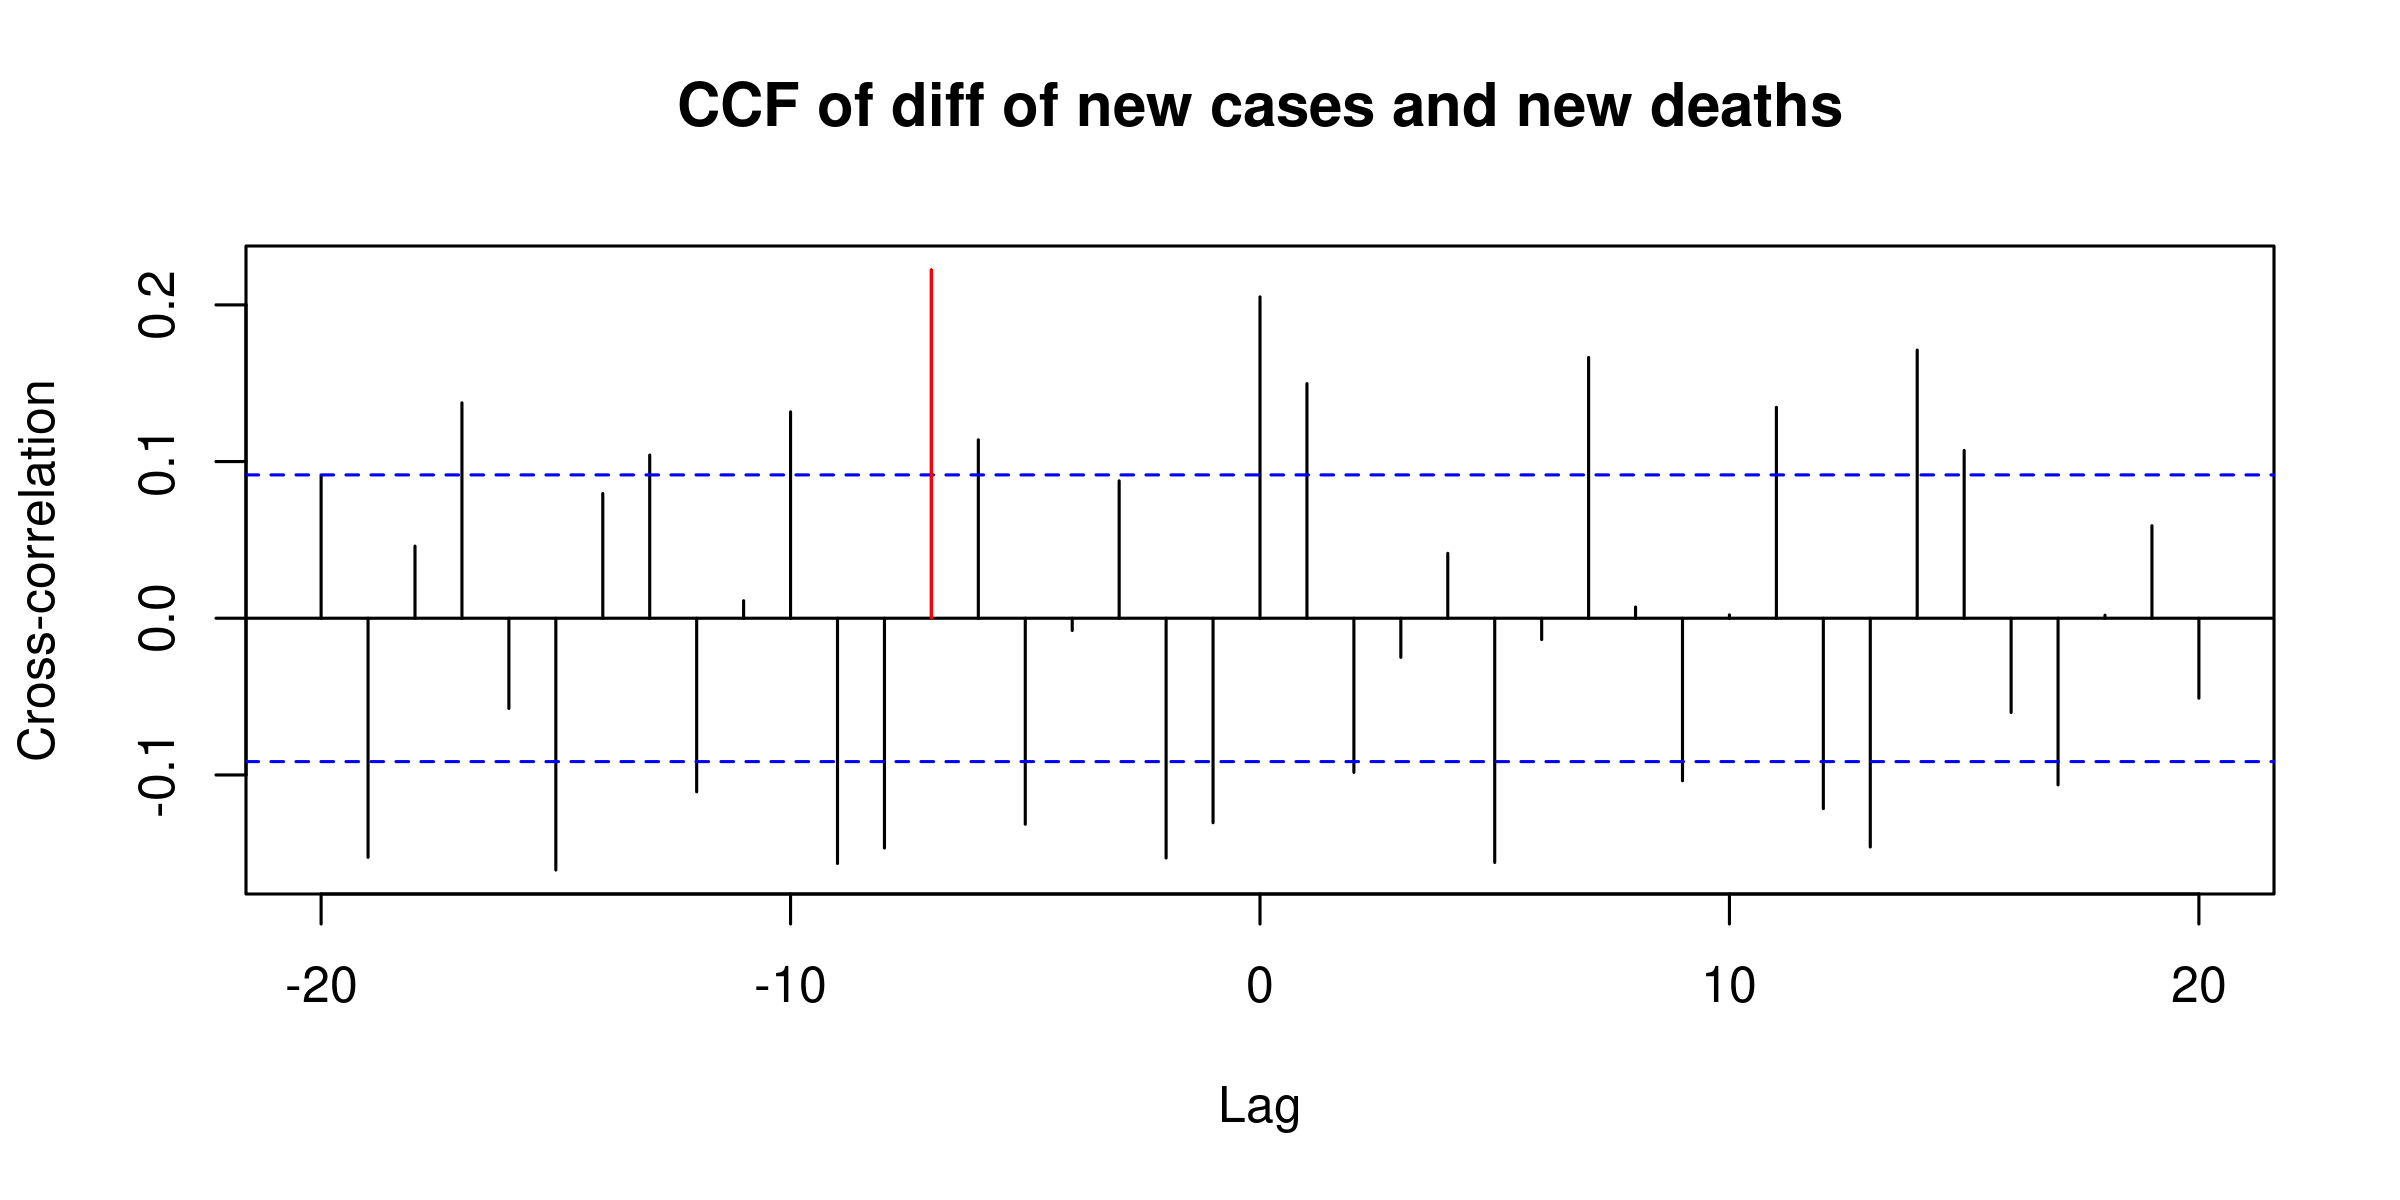 CCF of diff of new cases and new deaths
Cross-correlation
0.2
0.1
0.0
-0.1
-20 -10 0 10 20
Lag